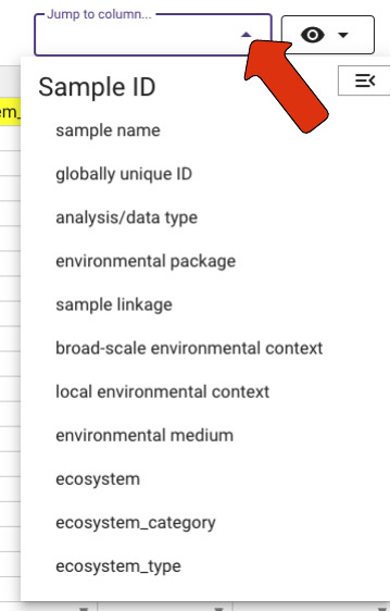 Jump to column...
Sample ID
em_
sample name
globally unique ID
analysis/data type
environmental package
sample linkage
broad-scale environmental context
local environmental context
environmental medium
ecosystem
ecosystem_category
ecosystem_type